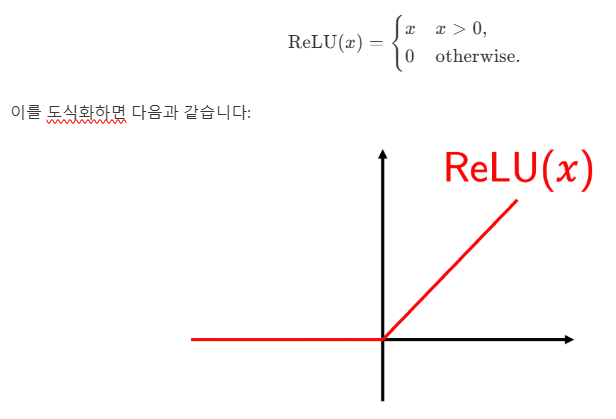 ReLU(x) = { x x > 0,
0 otherwise.
이를 도식화하면 다음과 같습니다:
ReLU(x)